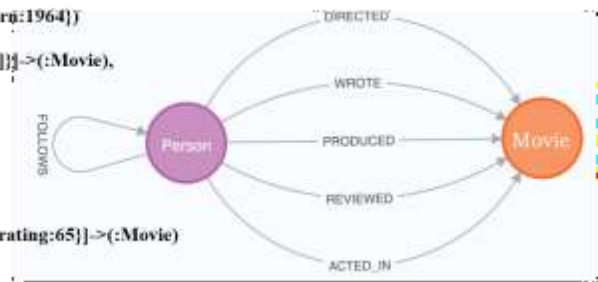 rn:1964})
DIRECTED
]}]->(:Movie),
WROTE
FOLLOWS
Person
PRODUCED
Movie
REVIEWED
rating:65}]->(:Movie)
ACTED_IN